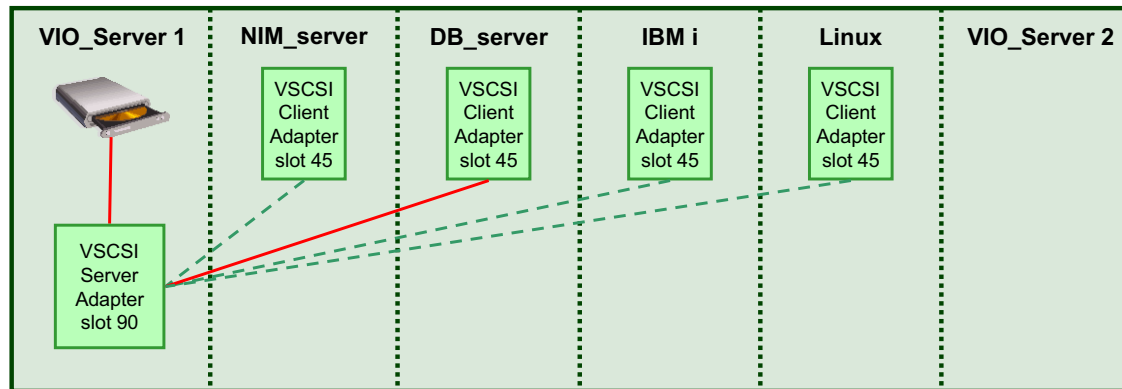 VIO_Server 1
NIM_server
DB_server
IBM i
Linux
VIO_Server 2
VSCSI
Client
Adapter
slot 45
VSCSI
Client
Adapter
slot 45
VSCSI
Client
Adapter
slot 45
VSCSI
Client
Adapter
slot 45
VSCSI
Server
Adapter
slot 90